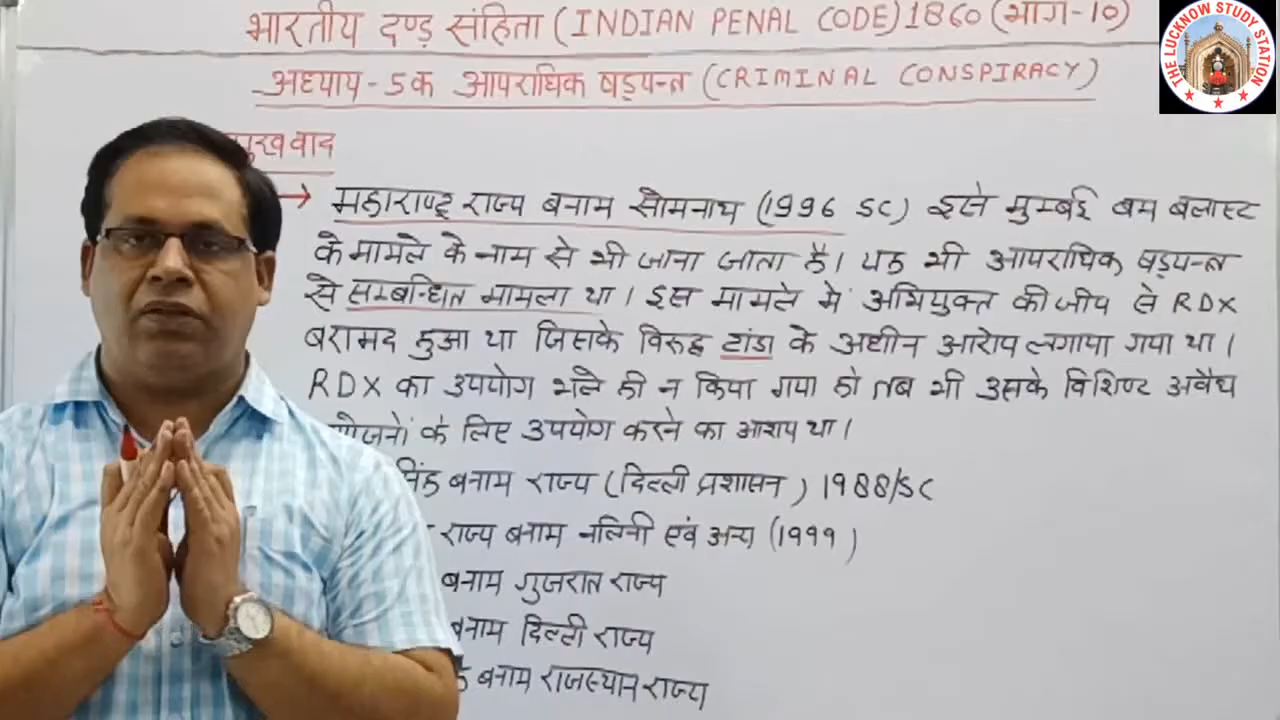 भारतीय दण्ड़ संहिता (INDIAN PENAL CODE) 1860 (भाग-10)
THE LUCKNOW STUDY STATION
अध्याय-5क आपराधिक षड्यन्त्र (CRIMINAL CONSPIRACY)
→ महाराष्ट्र राज्य बनाम सोमनाथ (1996 SC) इसे मुम्बई बम बलास्ट
के मामले के नाम से भी जाना जाता है। यह भी आपराधिक षड्यन्त्र
से सम्बन्धित मामला था। इस मामले में अभियुक्त की जीप से RDX
बरामद हुआ था जिसके विरुद्ध टांडा के अधीन आरोप लगाया गया था।
RDX का उपयोग भले ही न किया गया हो तब भी उसके विशिष्ट अवैध
के लिए उपयोग करने का आशय था।
बनाम राज्य (दिल्ली प्रशासन) 1988/SC
राज्य बनाम नलिनी एवं अन्य (1999)
बनाम गुजरात राज्य
बनाम दिल्ली राज्य
बनाम राजस्थान राज्य